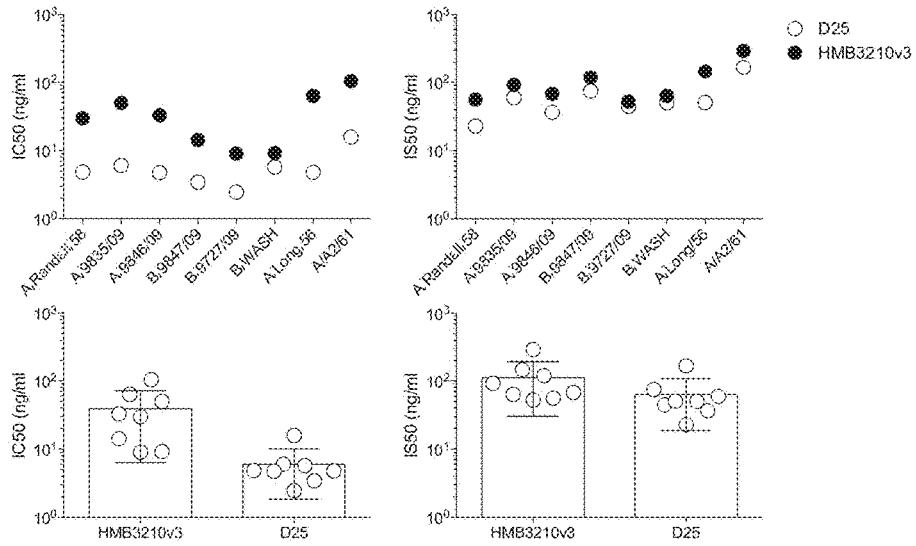 10³
10²
10¹
10⁰
IC50 (ng/ml)
A.Randall/58
A/9835/09
A/9846/09
B/9847/09
B/9727/09
B.WASH
A.Long/56
A/A2/61
10³
10²
10¹
10⁰
IS50 (ng/ml)
A.Randall/58
A/9835/09
A/9846/09
B/9847/09
B/9727/09
B.WASH
A.Long/56
A/A2/61
D25
HMB3210v3
10³
10²
10¹
10⁰
IC50 (ng/ml)
HMB3210v3 D25
10³
10²
10¹
10⁰
IS50 (ng/ml)
HMB3210v3 D25